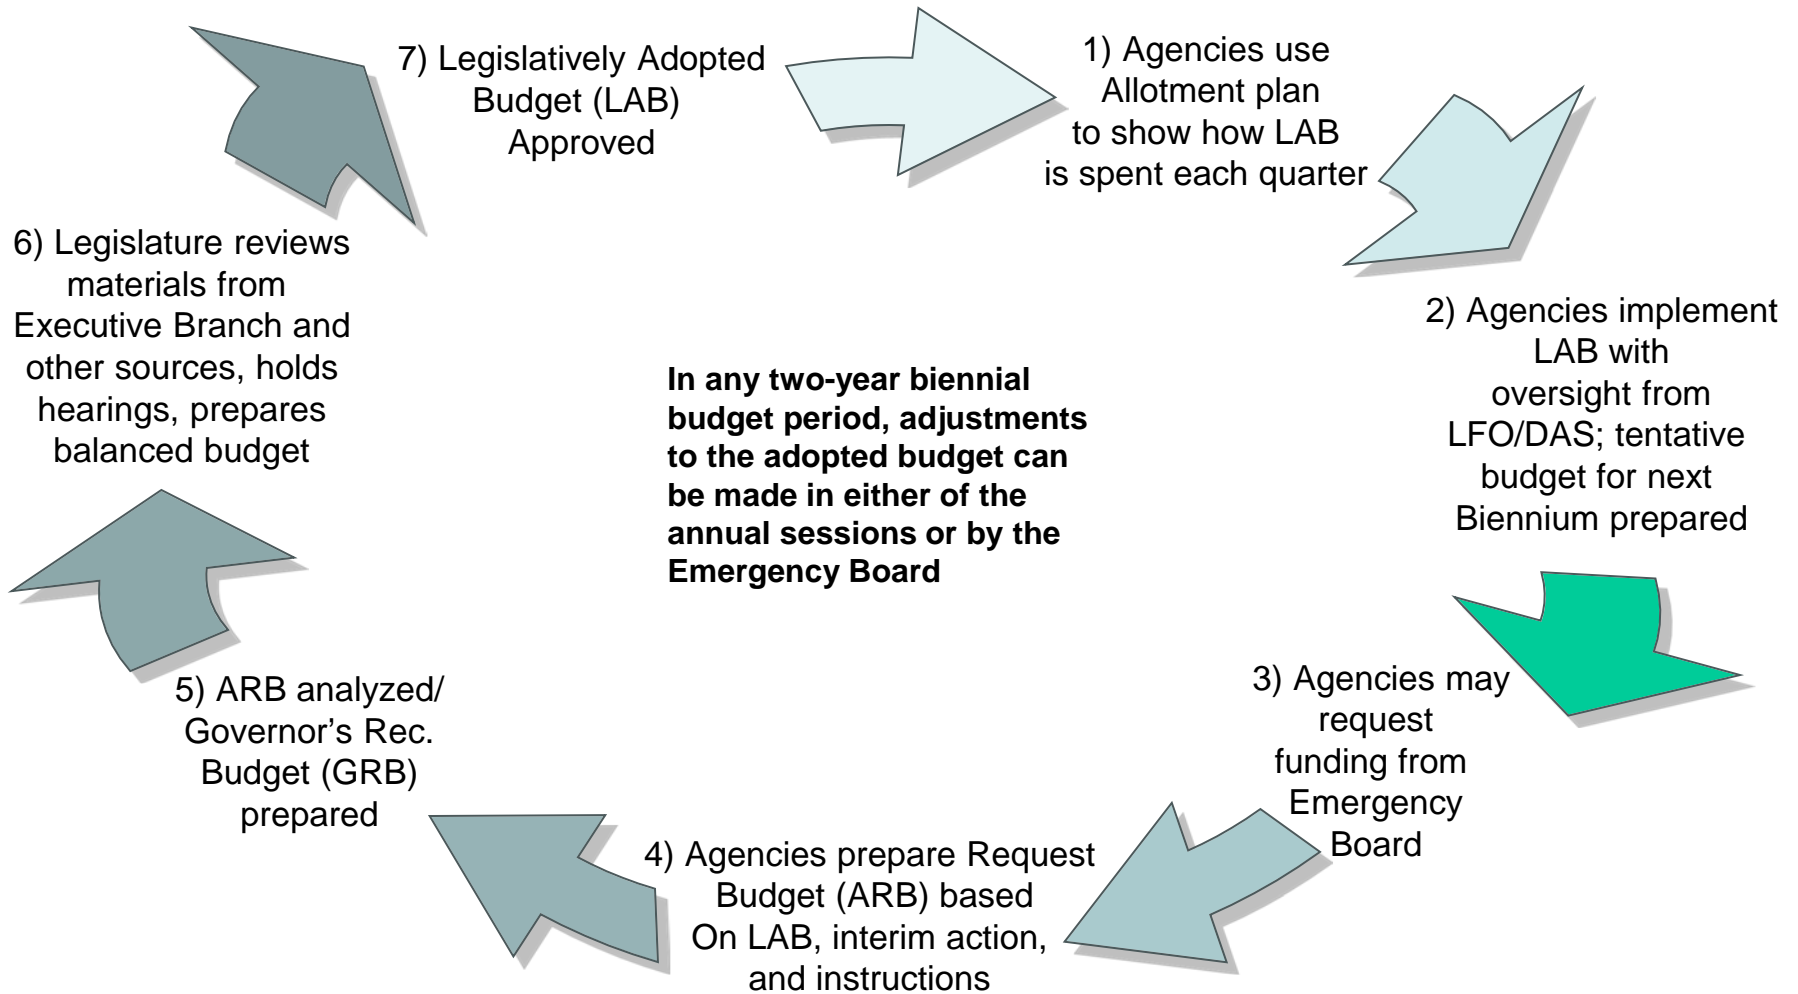 7) Legislatively Adopted
Budget (LAB)
Approved
1) Agencies use
Allotment plan
to show how LAB
is spent each quarter
2) Agencies implement
LAB with
oversight from
LFO/DAS; tentative
budget for next
Biennium prepared
3) Agencies may
request
funding from
Emergency
Board
4) Agencies prepare Request
Budget (ARB) based
On LAB, interim action,
and instructions
5) ARB analyzed/
Governor’s Rec.
Budget (GRB)
prepared
6) Legislature reviews
materials from
Executive Branch and
other sources, holds
hearings, prepares
balanced budget
In any two-year biennial
budget period, adjustments
to the adopted budget can
be made in either of the
annual sessions or by the
Emergency Board